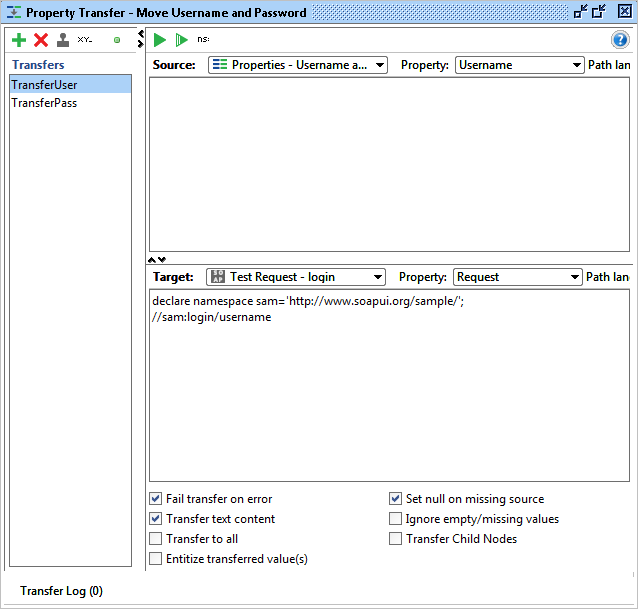 Property Transfer - Move Username and Password
XY_ ns:
Transfers
TransferUser
TransferPass
Source: Properties - Username a... Property: Username Path lan
Target: Test Request - login Property: Request Path lan
declare namespace sam='http://www.soapui.org/sample/';
//sam:login/username
Fail transfer on error Set null on missing source
Transfer text content Ignore empty/missing values
Transfer to all Transfer Child Nodes
Entitize transferred value(s)
Transfer Log (0)